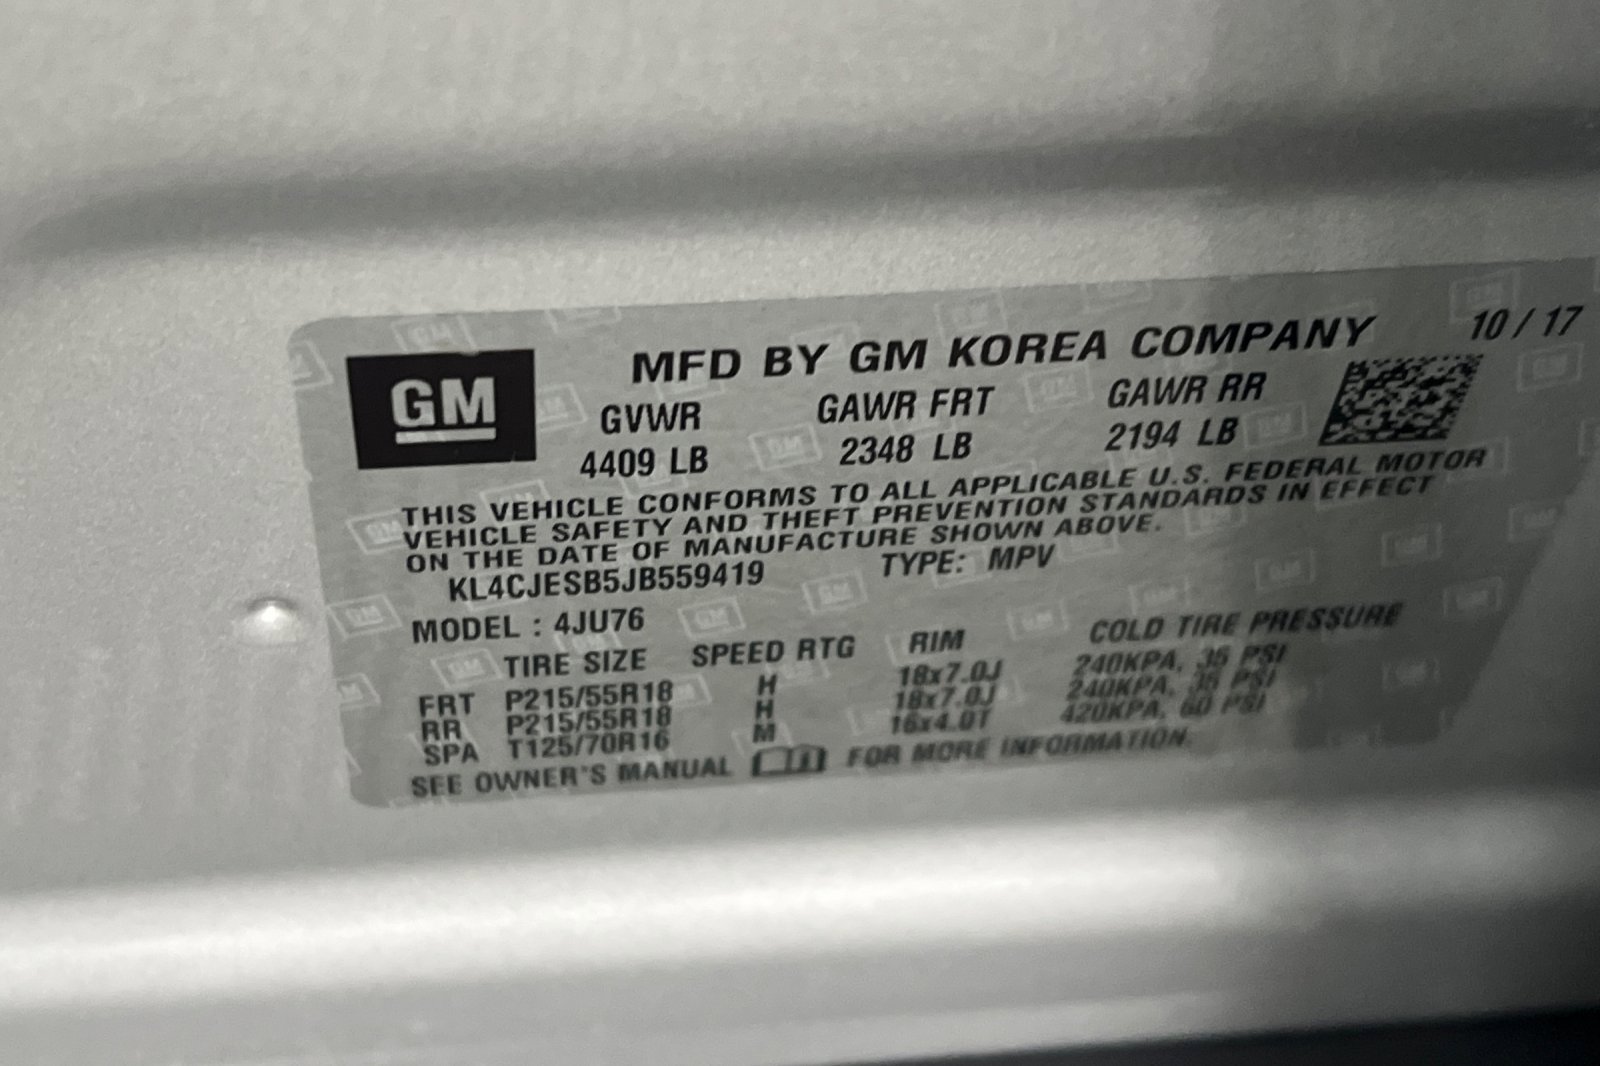 GM
MFD BY GM KOREA COMPANY 10 / 17
GVWR GAWR FRT GAWR RR
4409 LB 2348 LB 2194 LB
THIS VEHICLE CONFORMS TO ALL APPLICABLE U.S. FEDERAL MOTOR
VEHICLE SAFETY AND THEFT PREVENTION STANDARDS IN EFFECT
ON THE DATE OF MANUFACTURE SHOWN ABOVE.
KL4CJESB5JB559419 TYPE: MPV
MODEL : 4JU76
TIRE SIZE SPEED RTG RIM COLD TIRE PRESSURE
FRT P215/55R18 H 18x7.0J 240KPA, 35 PSI
RR P215/55R18 H 18x7.0J 240KPA, 35 PSI
SPA T125/70R16 M 16x4.0T 420KPA, 60 PSI
SEE OWNER'S MANUAL FOR MORE INFORMATION.